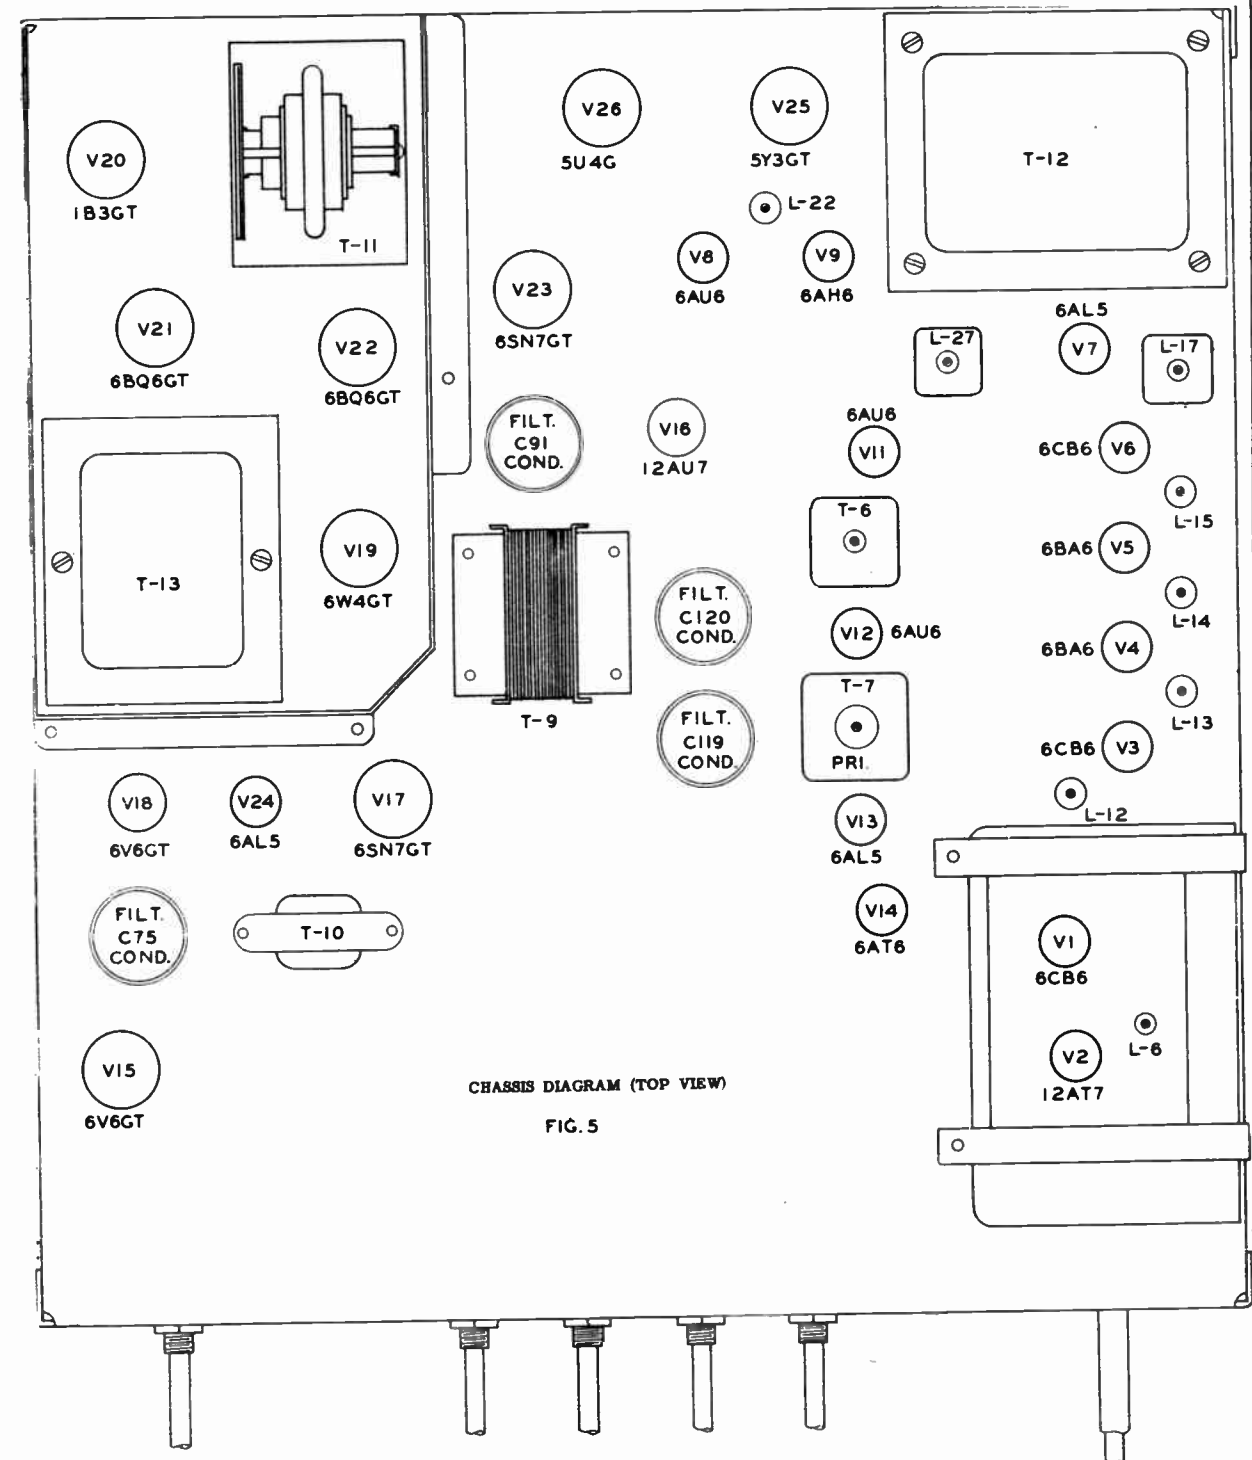 V26
5U4G
V25
5Y3GT
T-12
V20
1B3GT
T-11
L-22
V8
6AU6
V9
6AH6
V23
6SN7GT
V21
6BQ6GT
V22
6BQ6GT
L-27
6AL5
V7
L-17
FILT.
C91
COND.
V16
12AU7
6AU6
V11
6CB6 V6
L-15
T-6
T-13
V19
6W4GT
6BA6 V5
FILT.
C120
COND.
V12 6AU6
L-14
6BA6 V4
T-9
T-7
PRI.
FILT.
C119
COND.
L-13
6CB6 V3
L-12
V18
6V6GT
V24
6AL5
V17
6SN7GT
V13
6AL5
FILT.
C75
COND.
T-10
V14
6AT6
V1
6CB6
V15
6V6GT
V2
12AT7
L-6
CHASSIS DIAGRAM (TOP VIEW)
FIG. 5